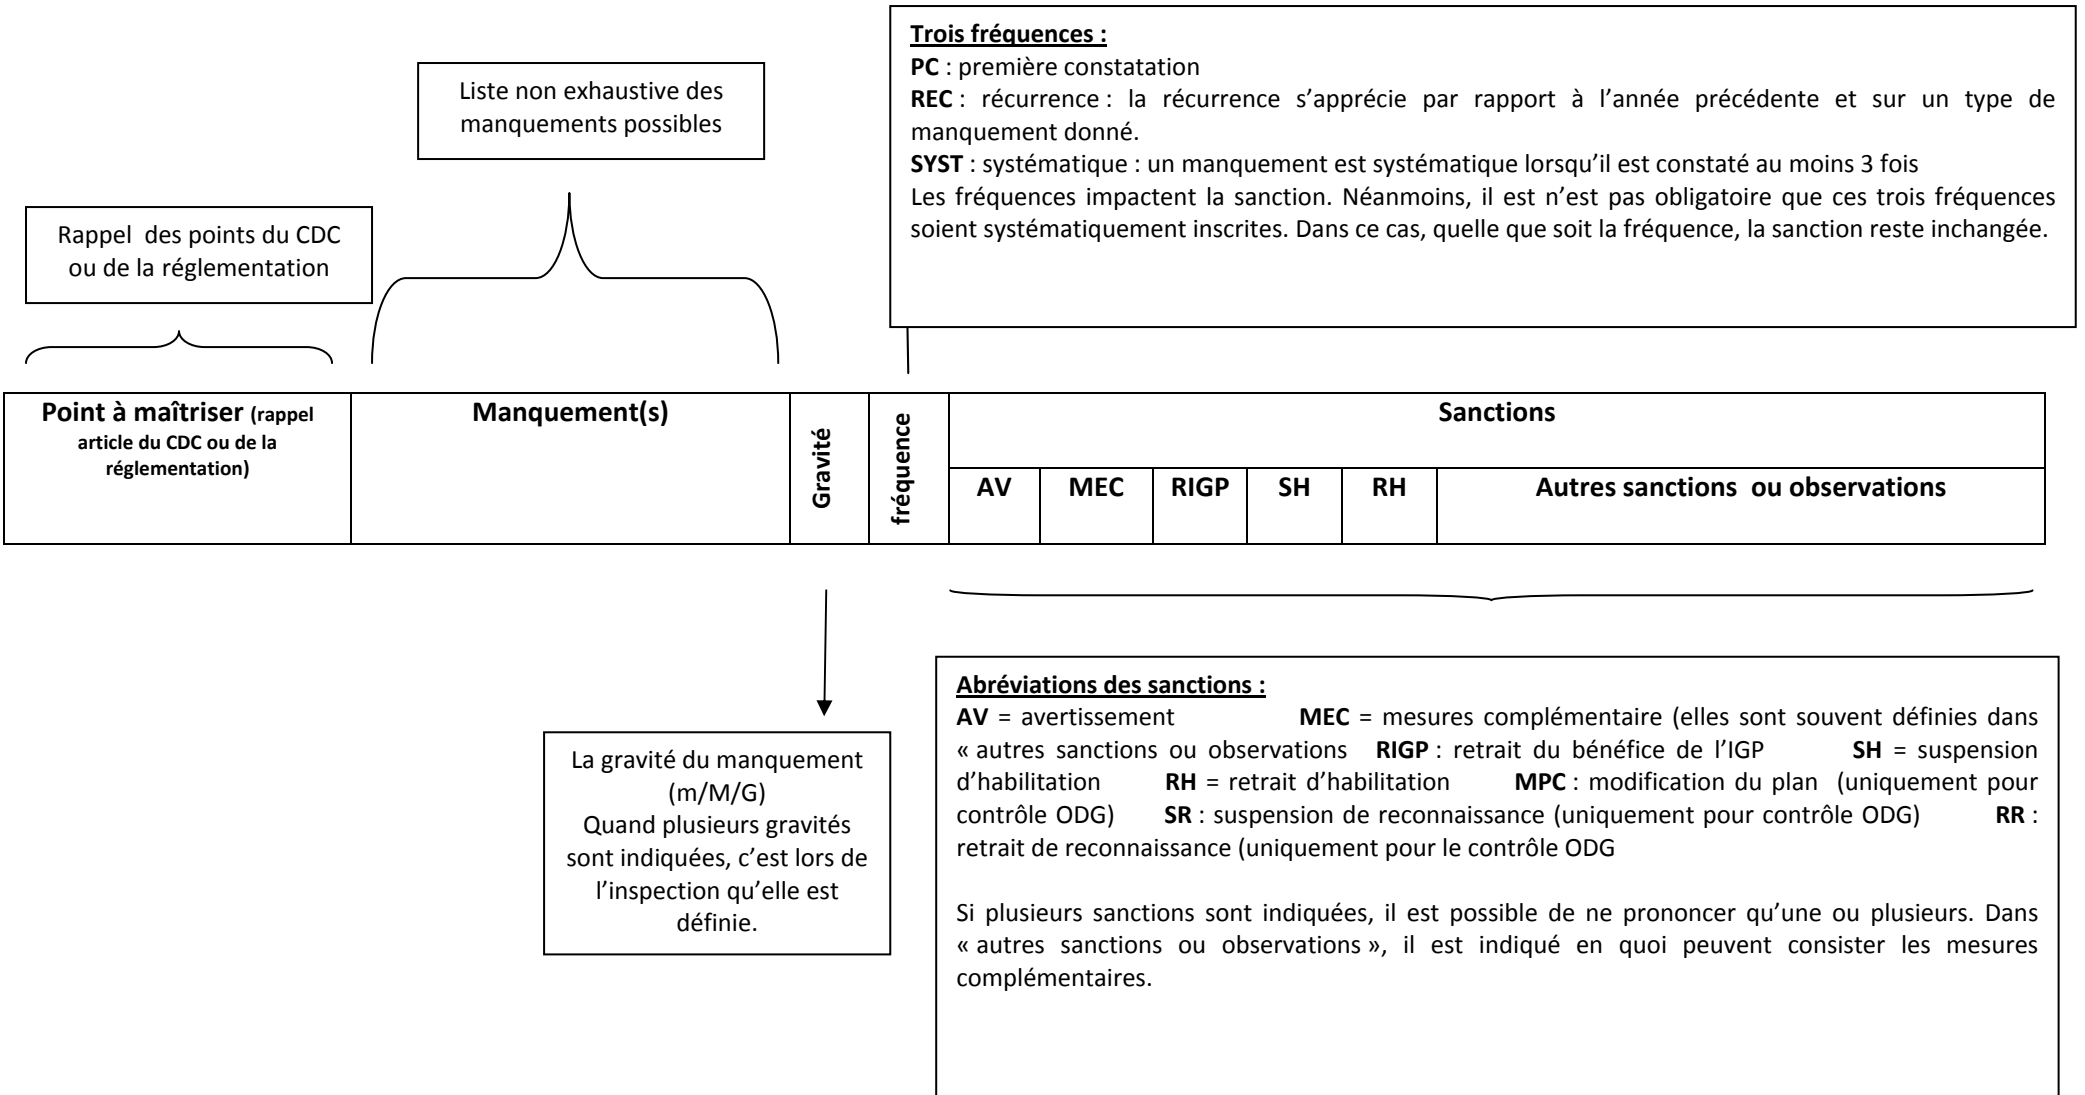 Trois fréquences :
PC : première constatation
REC : récurrence : la récurrence s’apprécie par rapport à l’année précédente et sur un type de
manquement donné.
SYST : systématique : un manquement est systématique lorsqu’il est constaté au moins 3 fois
Les fréquences impactent la sanction. Néanmoins, il est n’est pas obligatoire que ces trois fréquences
soient systématiquement inscrites. Dans ce cas, quelle que soit la fréquence, la sanction reste inchangée.
Liste non exhaustive des
manquements possibles
Rappel des points du CDC
ou de la réglementation
Point à maîtriser (rappel
article du CDC ou de la
réglementation)
Manquement(s)
Gravité
fréquence
Sanctions
AV MEC RIGP SH RH Autres sanctions ou observations
La gravité du manquement
(m/M/G)
Quand plusieurs gravités
sont indiquées, c’est lors de
l’inspection qu’elle est
définie.
Abréviations des sanctions :
AV = avertissement MEC = mesures complémentaire (elles sont souvent définies dans
« autres sanctions ou observations RIGP : retrait du bénéfice de l’IGP SH = suspension
d’habilitation RH = retrait d’habilitation MPC : modification du plan (uniquement pour
contrôle ODG) SR : suspension de reconnaissance (uniquement pour contrôle ODG) RR :
retrait de reconnaissance (uniquement pour le contrôle ODG
Si plusieurs sanctions sont indiquées, il est possible de ne prononcer qu’une ou plusieurs. Dans
« autres sanctions ou observations », il est indiqué en quoi peuvent consister les mesures
complémentaires.